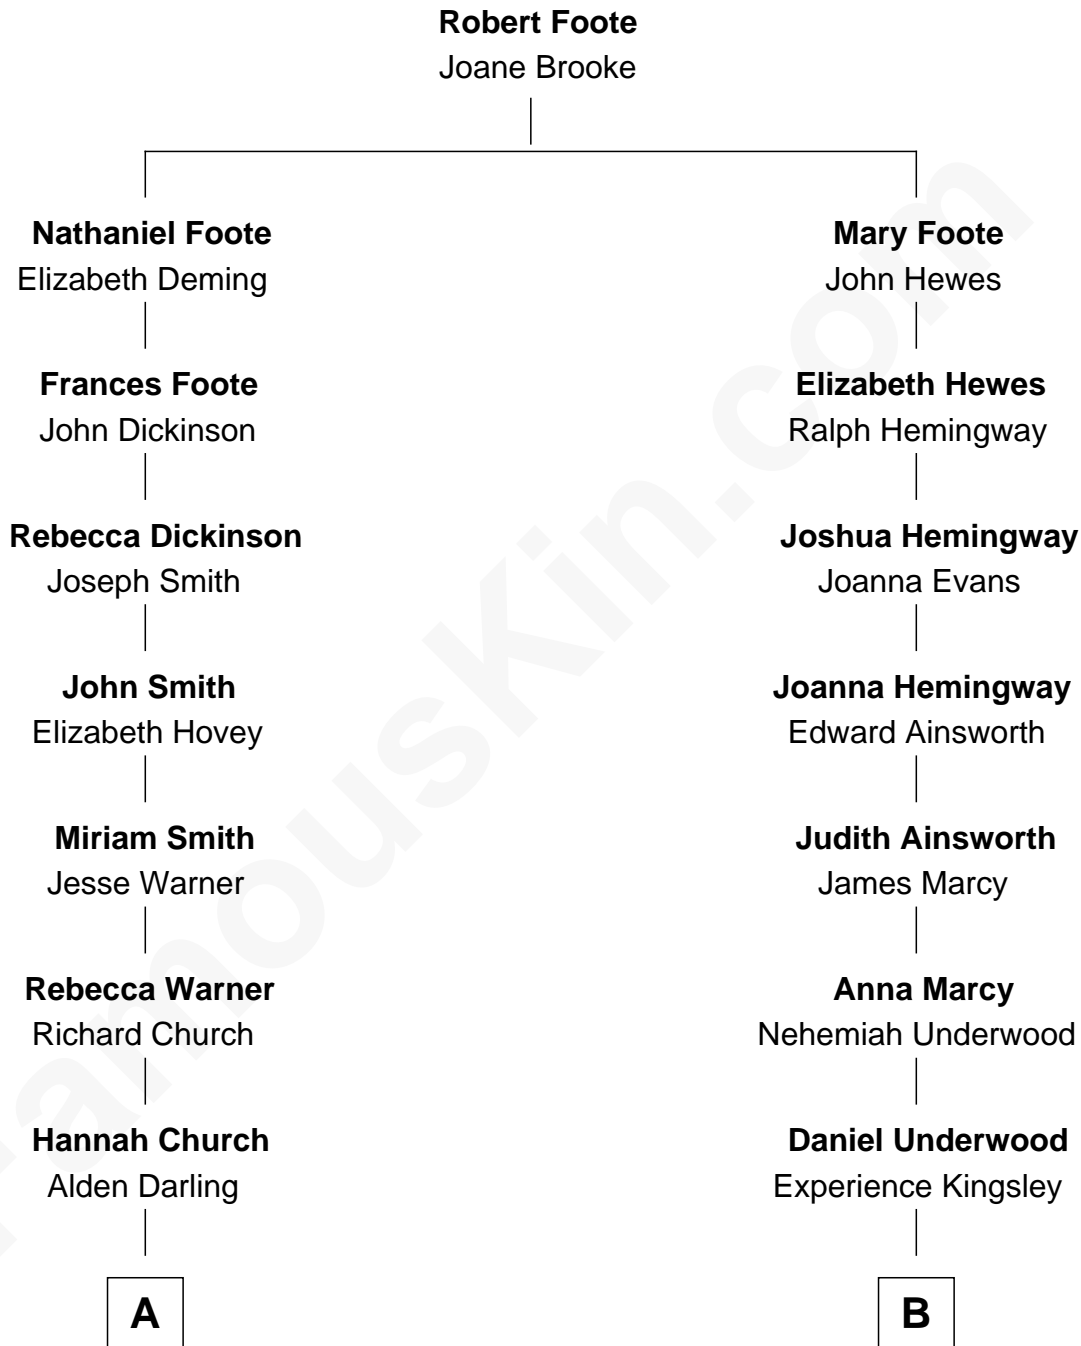 Robert Foote
Joane Brooke
Nathaniel Foote
Elizabeth Deming
Mary Foote
John Hewes
Frances Foote
John Dickinson
Elizabeth Hewes
Ralph Hemingway
Rebecca Dickinson
Joseph Smith
Joshua Hemingway
Joanna Evans
John Smith
Elizabeth Hovey
Joanna Hemingway
Edward Ainsworth
Miriam Smith
Jesse Warner
Judith Ainsworth
James Marcy
Rebecca Warner
Richard Church
Anna Marcy
Nehemiah Underwood
Hannah Church
Alden Darling
Daniel Underwood
Experience Kingsley
A
B
FamousKin.com